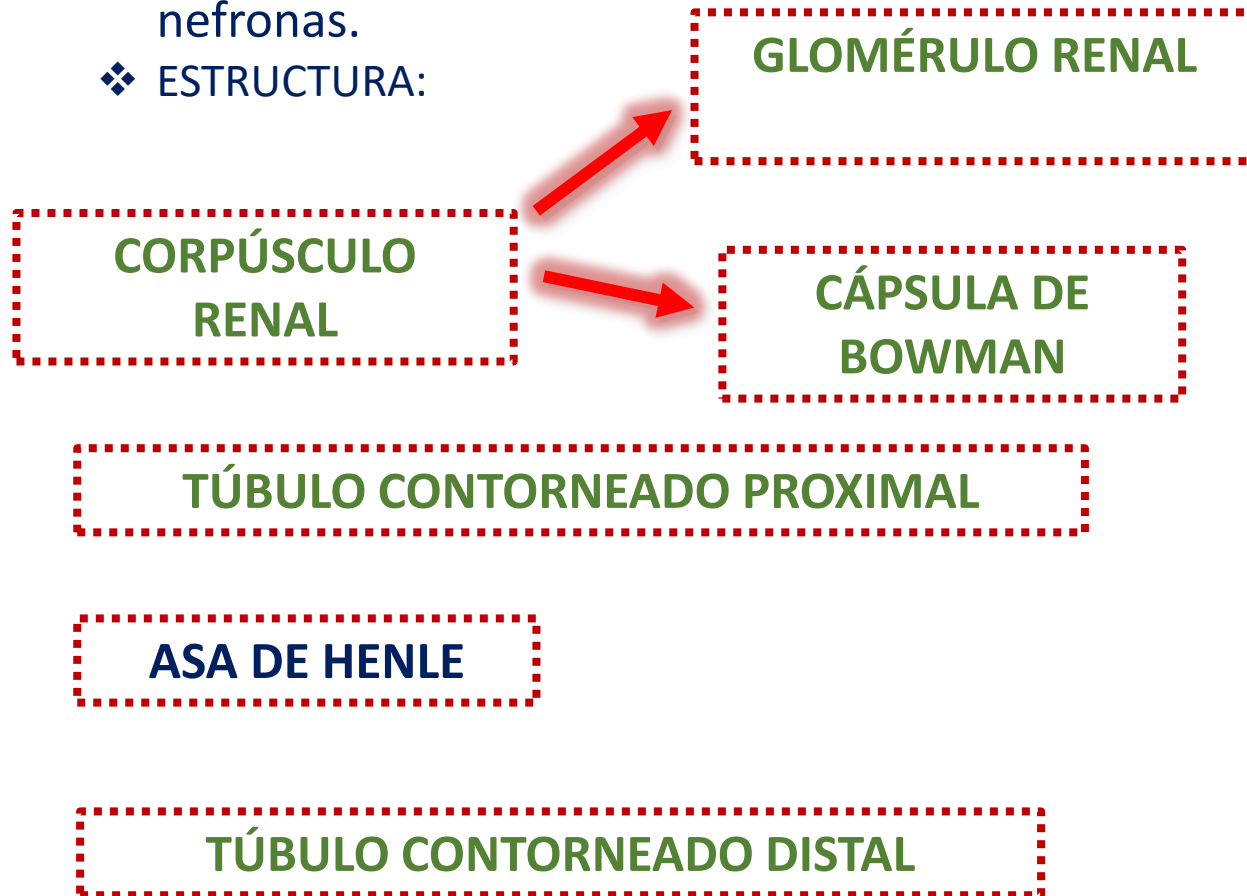 nefronas.
❖ ESTRUCTURA:
GLOMÉRULO RENAL
CORPÚSCULO
RENAL
CÁPSULA DE
BOWMAN
TÚBULO CONTORNEADO PROXIMAL
ASA DE HENLE
TÚBULO CONTORNEADO DISTAL